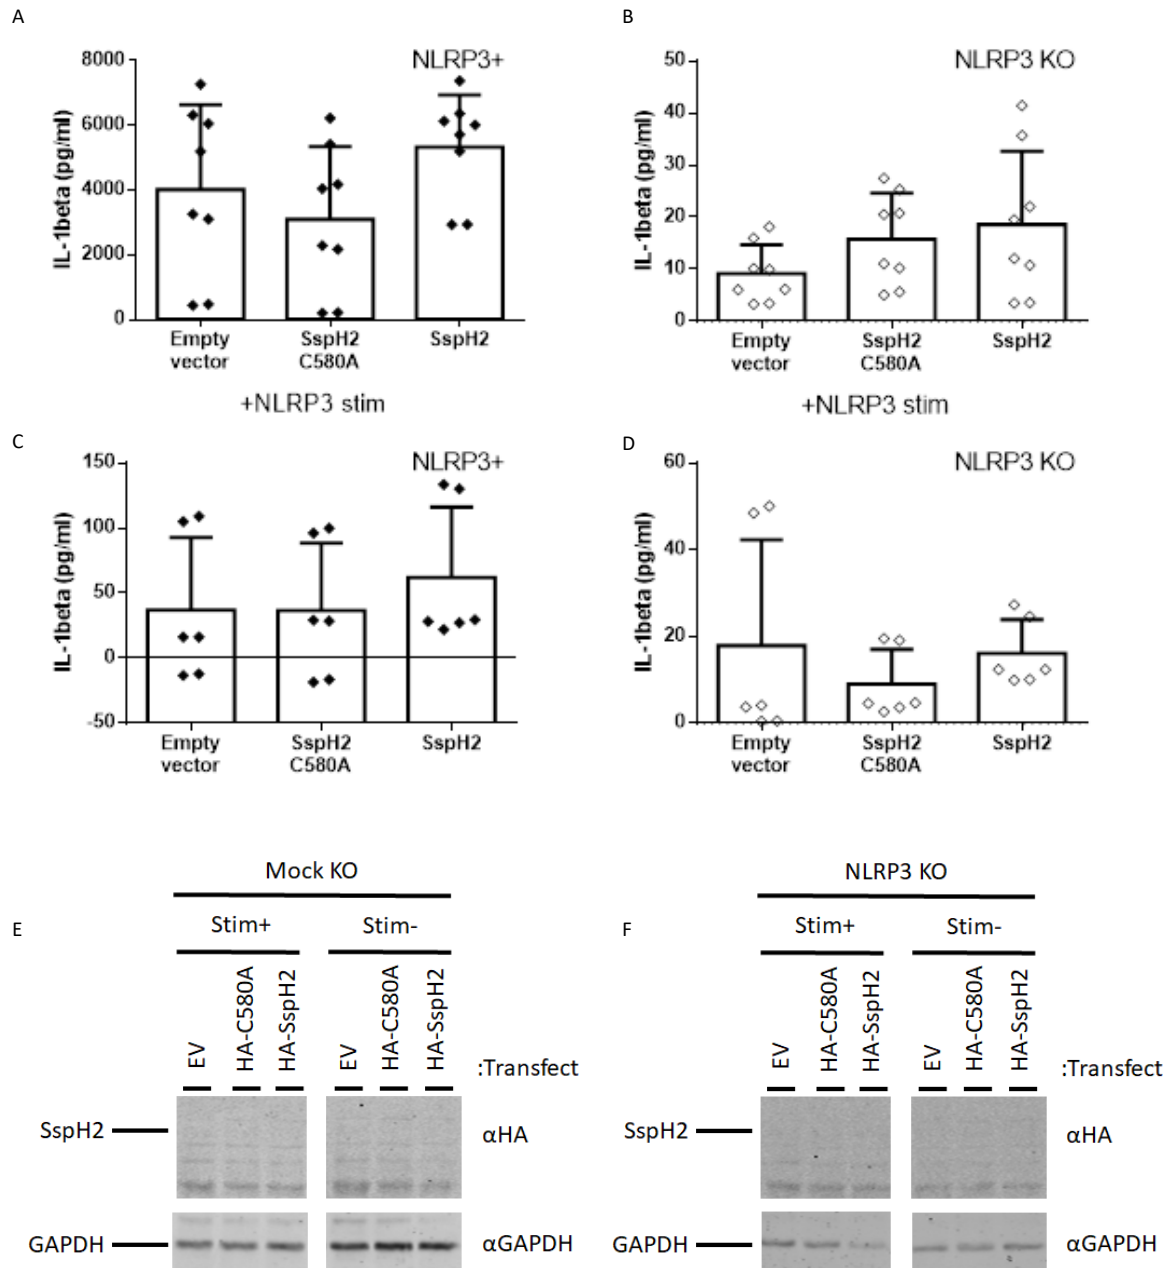 A
NLRP3+
IL-1beta (pg/ml)
8000
6000
4000
2000
0
Empty vector
SspH2 C580A
SspH2
+NLRP3 stim
B
NLRP3 KO
IL-1beta (pg/ml)
50
40
30
20
10
0
Empty vector
SspH2 C580A
SspH2
+NLRP3 stim
C
NLRP3+
IL-1beta (pg/ml)
150
100
50
0
-50
Empty vector
SspH2 C580A
SspH2
D
NLRP3 KO
IL-1beta (pg/ml)
60
40
20
0
Empty vector
SspH2 C580A
SspH2
E
Mock KO
Stim+
Stim-
EV
HA-C580A
HA-SspH2
EV
HA-C580A
HA-SspH2
:Transfect
SspH2
αHA
GAPDH
αGAPDH
F
NLRP3 KO
Stim+
Stim-
EV
HA-C580A
HA-SspH2
EV
HA-C580A
HA-SspH2
:Transfect
SspH2
αHA
GAPDH
αGAPDH